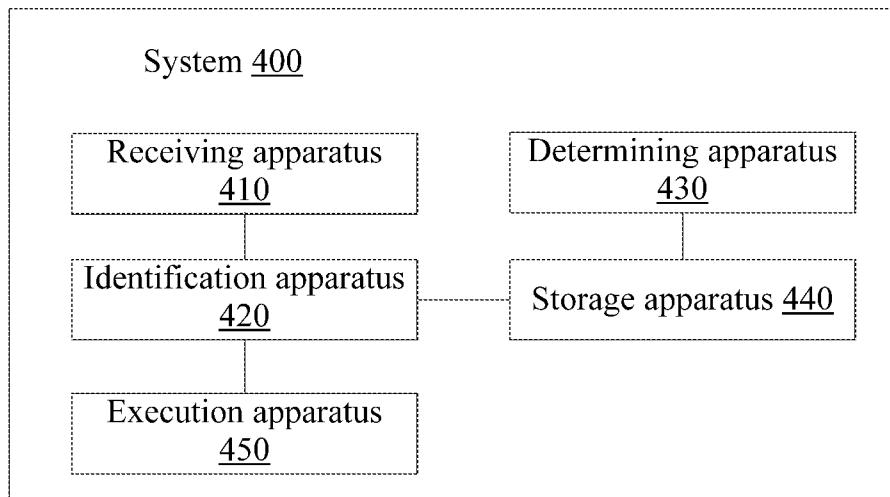 System 400
Receiving apparatus
410
Determining apparatus
430
Identification apparatus
420
Storage apparatus 440
Execution apparatus
450